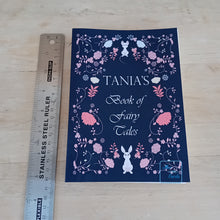 TANIA'S
Book of
Fairy
Tales
STAINLESS STEEL RULER